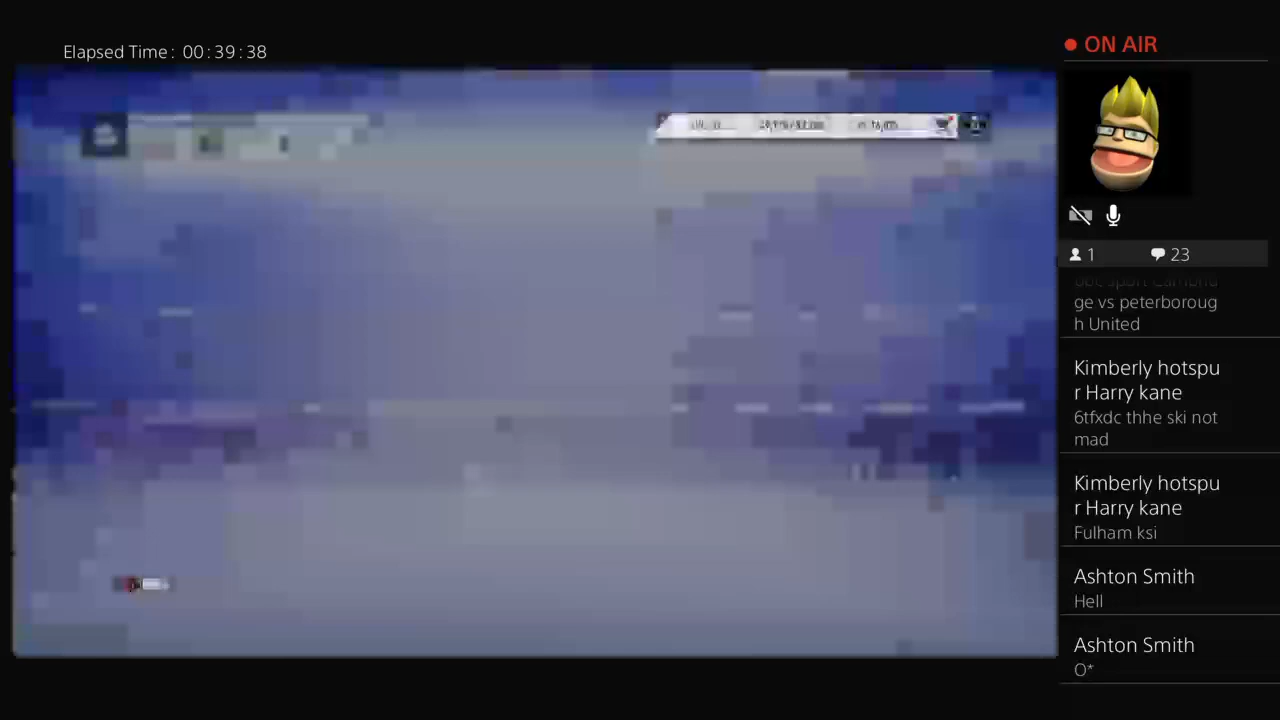 Elapsed Time: 00:39:38
ON AIR
1
23
ge vs peterboroug
h United
Kimberly hotspu
r Harry kane
6tfxdc thhe ski not
mad
Kimberly hotspu
r Harry kane
Fulham ksi
Ashton Smith
Hell
Ashton Smith
O*